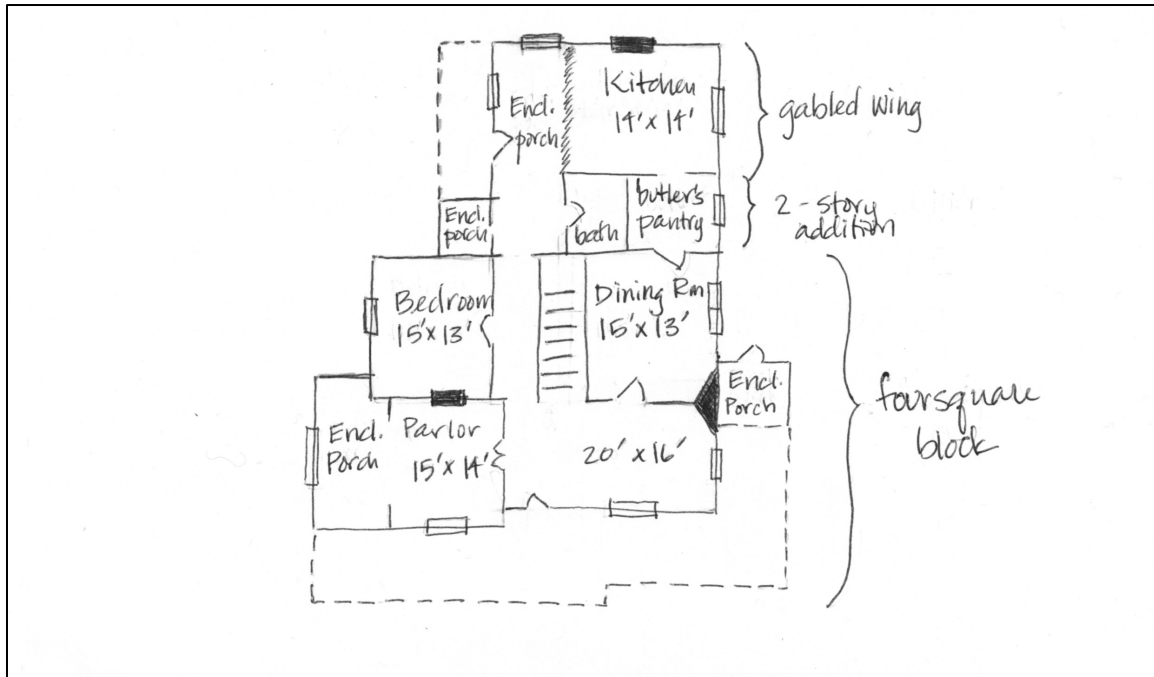 Kitchen
14' x 14'
Encl.
porch
gabled wing
Encl.
porch
bath
butler's
pantry
2-story
addition
Bedroom
15' x 13'
Dining Rm
15' x 13'
Encl.
Porch
foursquare
block
Encl.
Porch
Parlor
15' x 14'
20' x 16'